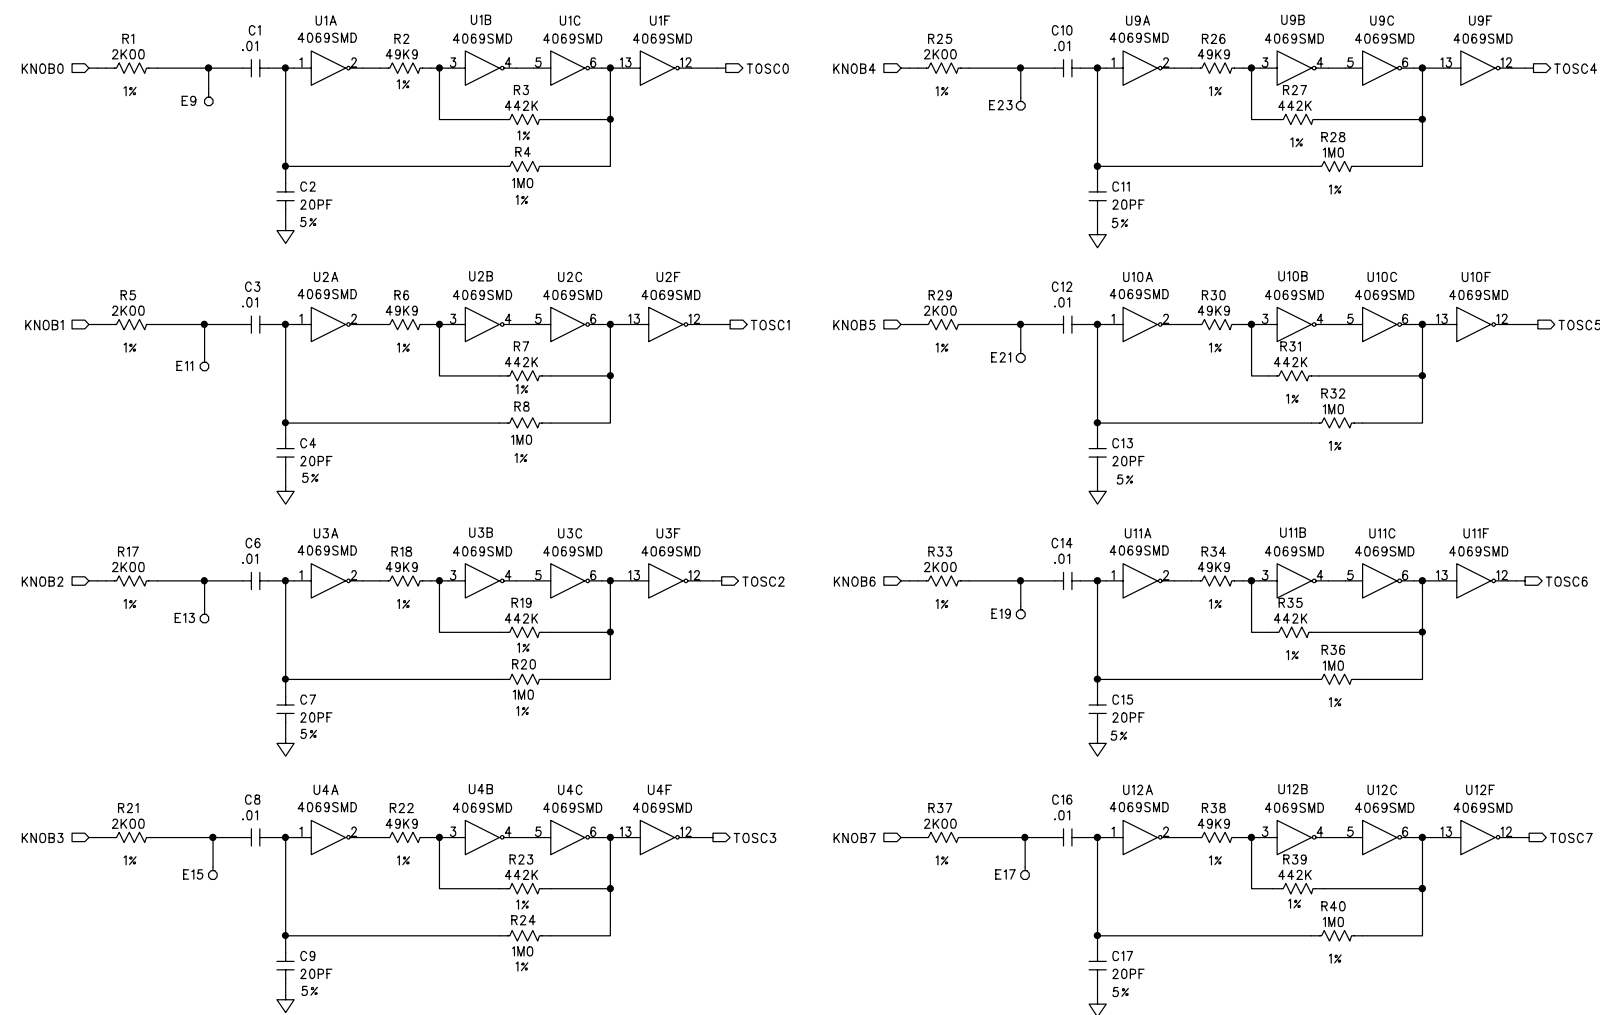 U1A U1B U1C U1F
4069SMD 4069SMD 4069SMD 4069SMD
R1 C1 R2
2K00 .01 49K9
KNOB0 1 2 3 4 5 6 13 12 TOSC0
1% 1%
E9
R3
442K
1%
R4
1M0
1%
C2
20PF
5%
U9A U9B U9C U9F
4069SMD 4069SMD 4069SMD 4069SMD
R25 C10 R26
2K00 .01 49K9
KNOB4 1 2 3 4 5 6 13 12 TOSC4
1% 1%
E23
R27
442K
1%
R28
1M0
1%
C11
20PF
5%
U2A U2B U2C U2F
4069SMD 4069SMD 4069SMD 4069SMD
R5 C3 R6
2K00 .01 49K9
KNOB1 1 2 3 4 5 6 13 12 TOSC1
1% 1%
E11
R7
442K
1%
R8
1M0
1%
C4
20PF
5%
U10A U10B U10C U10F
4069SMD 4069SMD 4069SMD 4069SMD
R29 C12 R30
2K00 .01 49K9
KNOB5 1 2 3 4 5 6 13 12 TOSC5
1% 1%
E21
R31
442K
1%
R32
1M0
1%
C13
20PF
5%
U3A U3B U3C U3F
4069SMD 4069SMD 4069SMD 4069SMD
R17 C6 R18
2K00 .01 49K9
KNOB2 1 2 3 4 5 6 13 12 TOSC2
1% 1%
E13
R19
442K
1%
R20
1M0
1%
C7
20PF
5%
U11A U11B U11C U11F
4069SMD 4069SMD 4069SMD 4069SMD
R33 C14 R34
2K00 .01 49K9
KNOB6 1 2 3 4 5 6 13 12 TOSC6
1% 1%
E19
R35
442K
1%
R36
1M0
1%
C15
20PF
5%
U4A U4B U4C U4F
4069SMD 4069SMD 4069SMD 4069SMD
R21 C8 R22
2K00 .01 49K9
KNOB3 1 2 3 4 5 6 13 12 TOSC3
1% 1%
E15
R23
442K
1%
R24
1M0
1%
C9
20PF
5%
U12A U12B U12C U12F
4069SMD 4069SMD 4069SMD 4069SMD
R37 C16 R38
2K00 .01 49K9
KNOB7 1 2 3 4 5 6 13 12 TOSC7
1% 1%
E17
R39
442K
1%
R40
1M0
1%
C17
20PF
5%